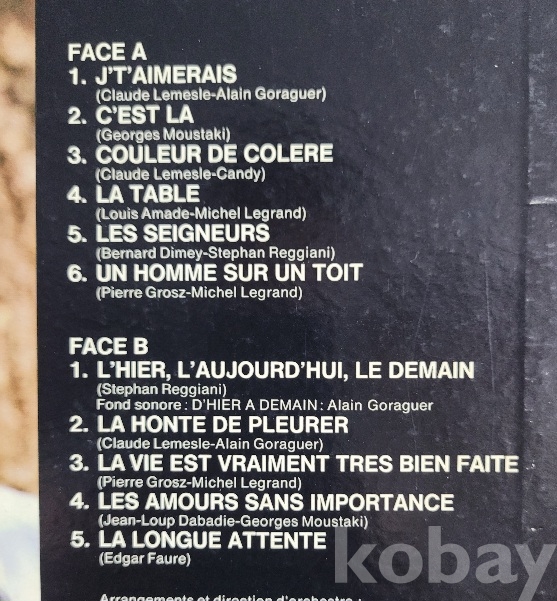 FACE A
1. J'T'AIMERAIS
(Claude Lemesle-Alain Goraguer)
2. C'EST LA
(Georges Moustaki)
3. COULEUR DE COLERE
(Claude Lemesle-Candy)
4. LA TABLE
(Louis Amade-Michel Legrand)
5. LES SEIGNEURS
(Bernard Dimey-Stephan Reggiani)
6. UN HOMME SUR UN TOIT
(Pierre Grosz-Michel Legrand)
FACE B
1. L'HIER, L'AUJOURD'HUI, LE DEMAIN
(Stephan Reggiani)
Fond sonore : D'HIER A DEMAIN : Alain Goraguer
2. LA HONTE DE PLEURER
(Claude Lemesle-Alain Goraguer)
3. LA VIE EST VRAIMENT TRES BIEN FAITE
(Pierre Grosz-Michel Legrand)
4. LES AMOURS SANS IMPORTANCE
(Jean-Loup Dabadie-Georges Moustaki)
5. LA LONGUE ATTENTE
(Edgar Faure)
kobay
Arrangements et direction d'orchestre :